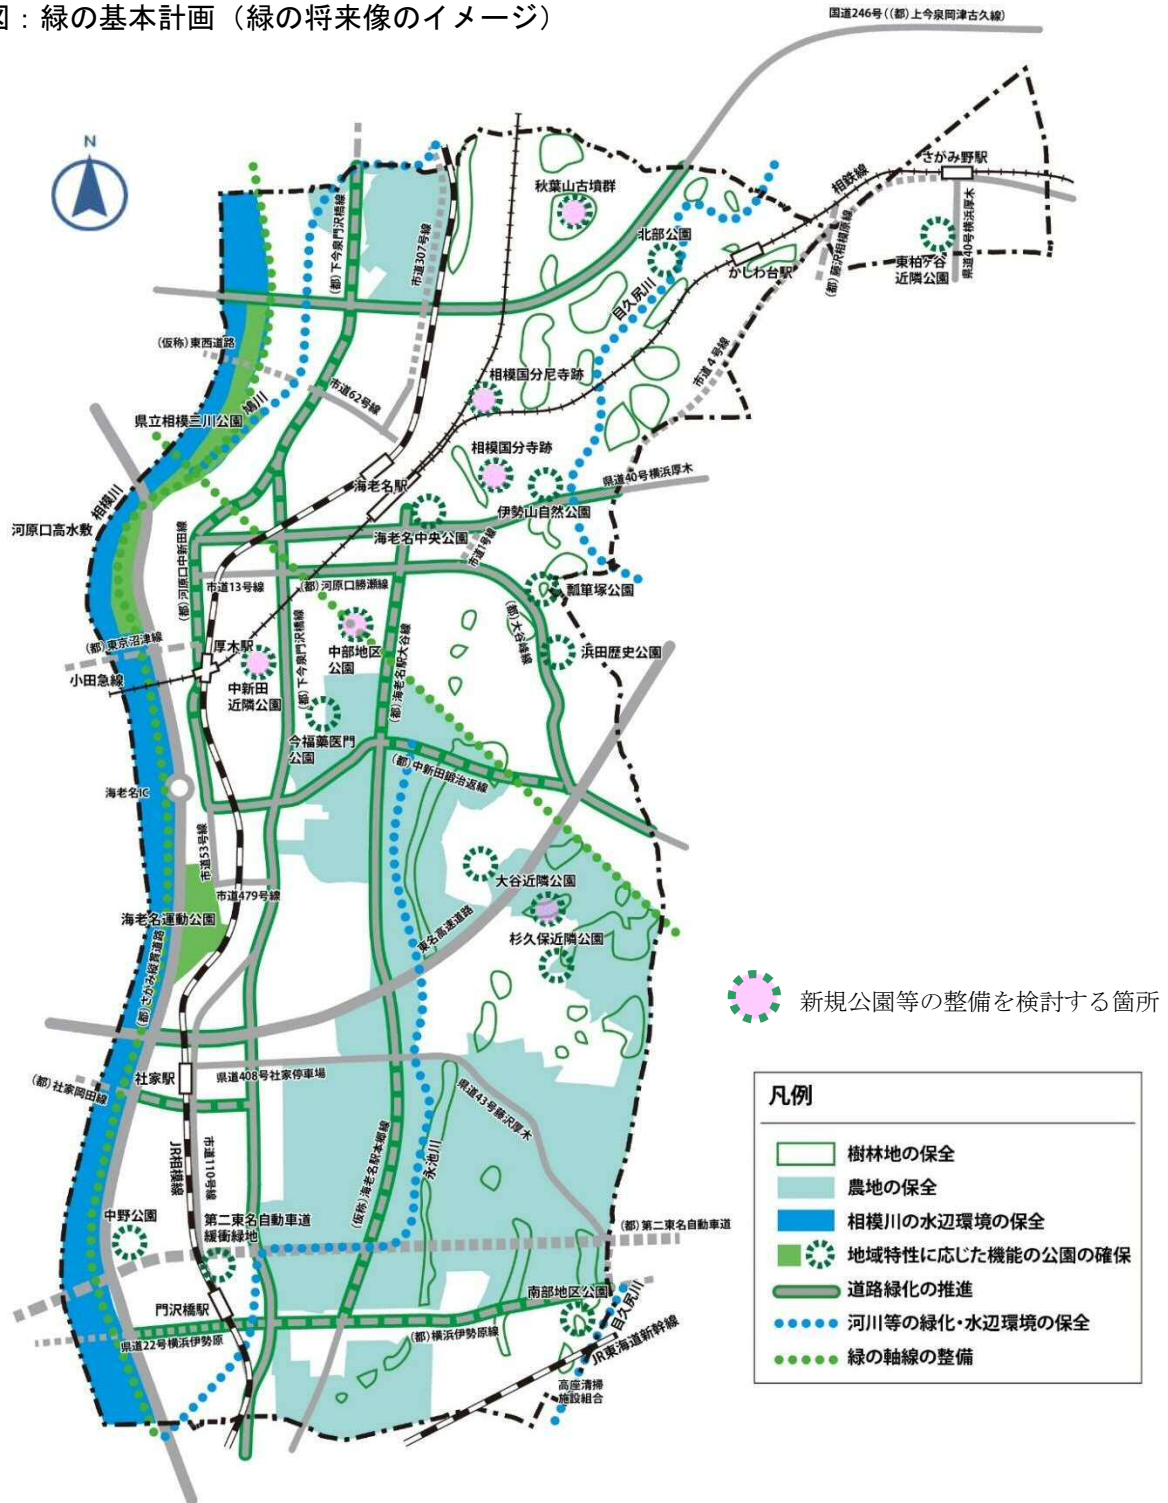 図：緑の基本計画（緑の将来像のイメージ）
国道246号((都)上今泉岡津古久線)
N
さがみ野駅
相鉄線
秋葉山古墳群
北部公園
かしわ台駅
(都)藤沢相模原線
東柏ケ谷
近隣公園
県道40号横浜厚木
(都)下今泉門沢橋線
市道307号線
目久尻川
(仮称)東西道路
市道62号線
鳩川
相模国分尼寺跡
市道4号線
県立相模三川公園
相模川
海老名駅
相模国分寺跡
県道40号横浜厚木
伊勢山自然公園
河原口高水敷
海老名中央公園
市道1号線
(都)河原口中新田線
市道13号線
(都)河原口勝瀬線
瓢箪塚公園
(都)大谷峰線
(都)東京沼津線
厚木駅
(都)下今泉門沢橋線
中部地区
公園
(都)海老名駅大谷線
浜田歴史公園
小田急線
中新田
近隣公園
今福薬医門
公園
(都)中新田鍛治返線
海老名IC
市道53号線
市道479号線
大谷近隣公園
海老名運動公園
東名高速道路
杉久保近隣公園
(都)さがみ縦貫道路
新規公園等の整備を検討する箇所
社家駅
県道408号社家停車場
(都)社家岡田線
県道43号藤沢厚木
JR相模線
市道110号線
(仮称)海老名駅本郷線
永池川
中野公園
第二東名自動車道
緩衝緑地
(都)第二東名自動車道
門沢橋駅
南部地区公園
目久尻川
県道22号横浜伊勢原
(都)横浜伊勢原線
JR東海道新幹線
高座清掃
施設組合
凡例
樹林地の保全
農地の保全
相模川の水辺環境の保全
地域特性に応じた機能の公園の確保
道路緑化の推進
河川等の緑化・水辺環境の保全
緑の軸線の整備